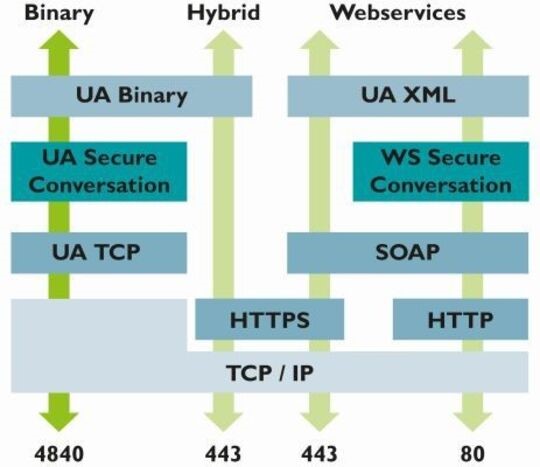 Binary Hybrid Webservices
UA Binary UA XML
UA Secure WS Secure
Conversation Conversation
UA TCP SOAP
HTTPS HTTP
TCP / IP
4840 443 443 80